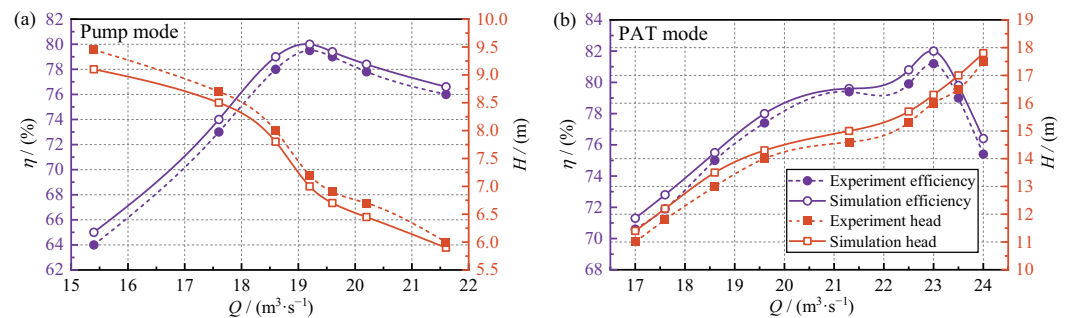 (a)
Pump mode
η / (%)
82
80
78
76
74
72
70
68
66
64
62
10.0
9.5
9.0
8.5
8.0
7.5
7.0
6.5
6.0
5.5
H / (m)
15 16 17 18 19 20 21 22
Q / (m³·s⁻¹)
(b)
PAT mode
η / (%)
84
82
80
78
76
74
72
70
68
19
18
17
16
15
14
13
12
11
10
H / (m)
Experiment efficiency
Simulation efficiency
Experiment head
Simulation head
17 18 19 20 21 22 23 24
Q / (m³·s⁻¹)